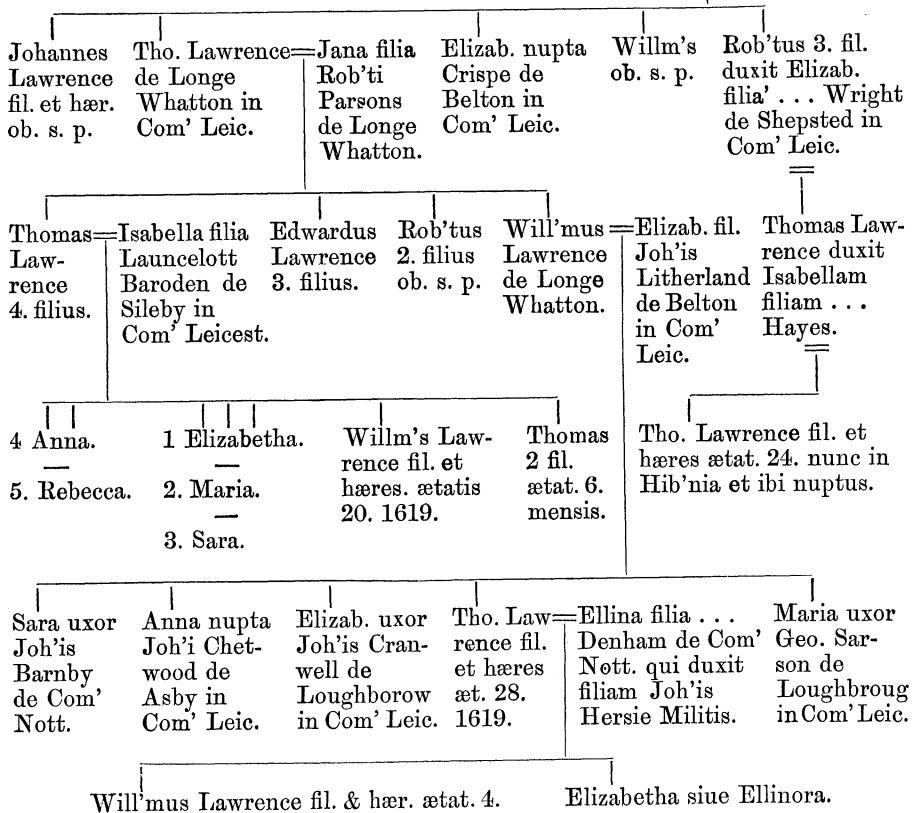 Johannes
Lawrence
fil. et hær.
ob. s. p.
Tho. Lawrence
de Longe
Whatton in
Com' Leic.
Jana filia
Rob'ti
Parsons
de Longe
Whatton.
Elizab. nupta
Crispe de
Belton in
Com' Leic.
Willm's
ob. s. p.
Rob'tus 3. fil.
duxit Elizab.
filia' . . . Wright
de Shepsted in
Com' Leic.
Thomas
Law-
rence
4. filius.
Isabella filia
Launcelott
Baroden de
Sileby in
Com' Leicest.
Edwardus
Lawrence
3. filius.
Rob'tus
2. filius
ob. s. p.
Will'mus
Lawrence
de Longe
Whatton.
Elizab. fil.
Joh'is
Litherland
de Belton
in Com'
Leic.
Thomas Law-
rence duxit
Isabellam
filiam . . .
Hayes.
4 Anna.
5. Rebecca.
1 Elizabetha.
2. Maria.
3. Sara.
Willm's Law-
rence fil. et
hæres. ætatis
20. 1619.
Thomas
2 fil.
ætat. 6.
mensis.
Tho. Lawrence fil. et
hæres ætat. 24. nunc in
Hib'nia et ibi nuptus.
Sara uxor
Joh'is
Barnby
de Com'
Nott.
Anna nupta
Joh'i Chet-
wood de
Asby in
Com' Leic.
Elizab. uxor
Joh'is Cran-
well de
Loughborow
in Com' Leic.
Tho. Law-
rence fil.
et hæres
æt. 28.
1619.
Ellina filia . . .
Denham de Com'
Nott. qui duxit
filiam Joh'is
Hersie Militis.
Maria uxor
Geo. Sar-
son de
Loughbroug
in Com' Leic.
Will'mus Lawrence fil. & hær. ætat. 4.
Elizabetha siue Ellinora.